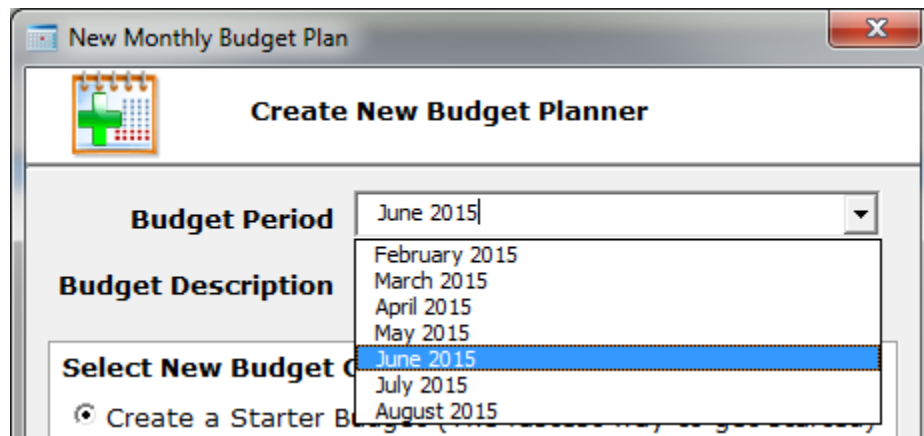 New Monthly Budget Plan
Create New Budget Planner
Budget Period June 2015
February 2015
Budget Description March 2015
April 2015
May 2015
June 2015
Select New Budget
July 2015
August 2015
Create a Starter